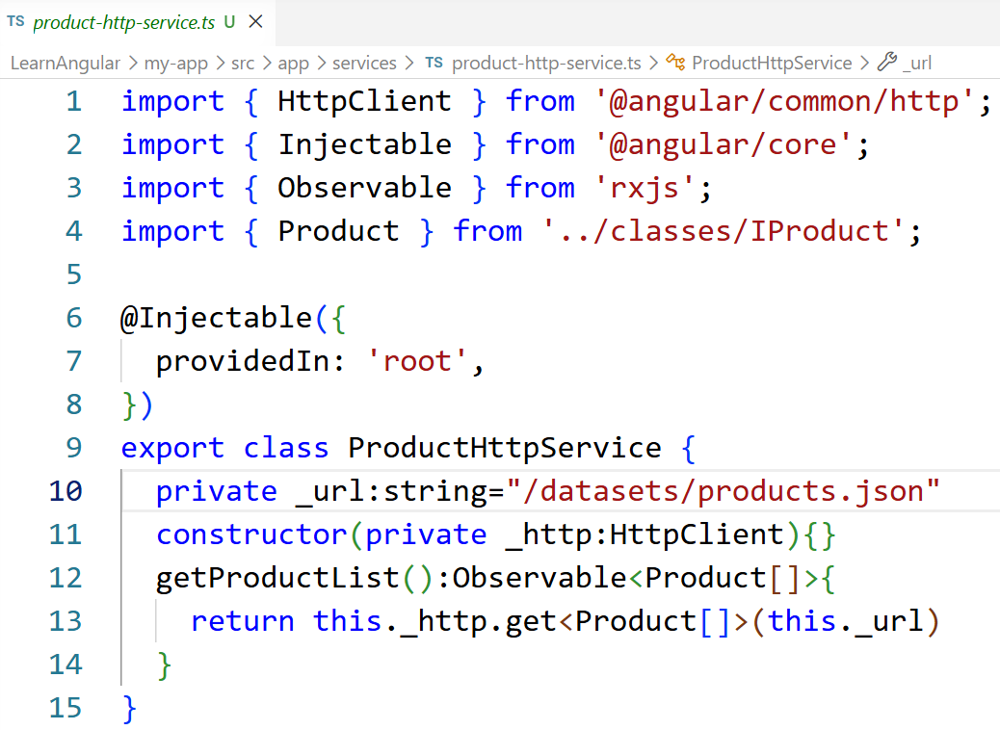 TS product-http-service.ts U ×
LearnAngular > my-app > src > app > services > TS product-http-service.ts > ProductHttpService > _url
1 import { HttpClient } from '@angular/common/http';
2 import { Injectable } from '@angular/core';
3 import { Observable } from 'rxjs';
4 import { Product } from '../classes/IProduct';
5
6 @Injectable({
7   providedIn: 'root',
8 })
9 export class ProductHttpService {
10   private _url:string="/datasets/products.json"
11   constructor(private _http:HttpClient){}
12   getProductList():Observable<Product[]>{
13     return this._http.get<Product[]>(this._url)
14   }
15 }